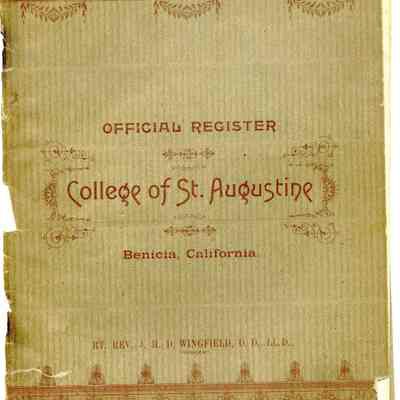 OFFICIAL REGISTER
College of St. Augustine
Benicia, California
RT. REV. J. H. D. WINGFIELD, D. D., LL. D.,